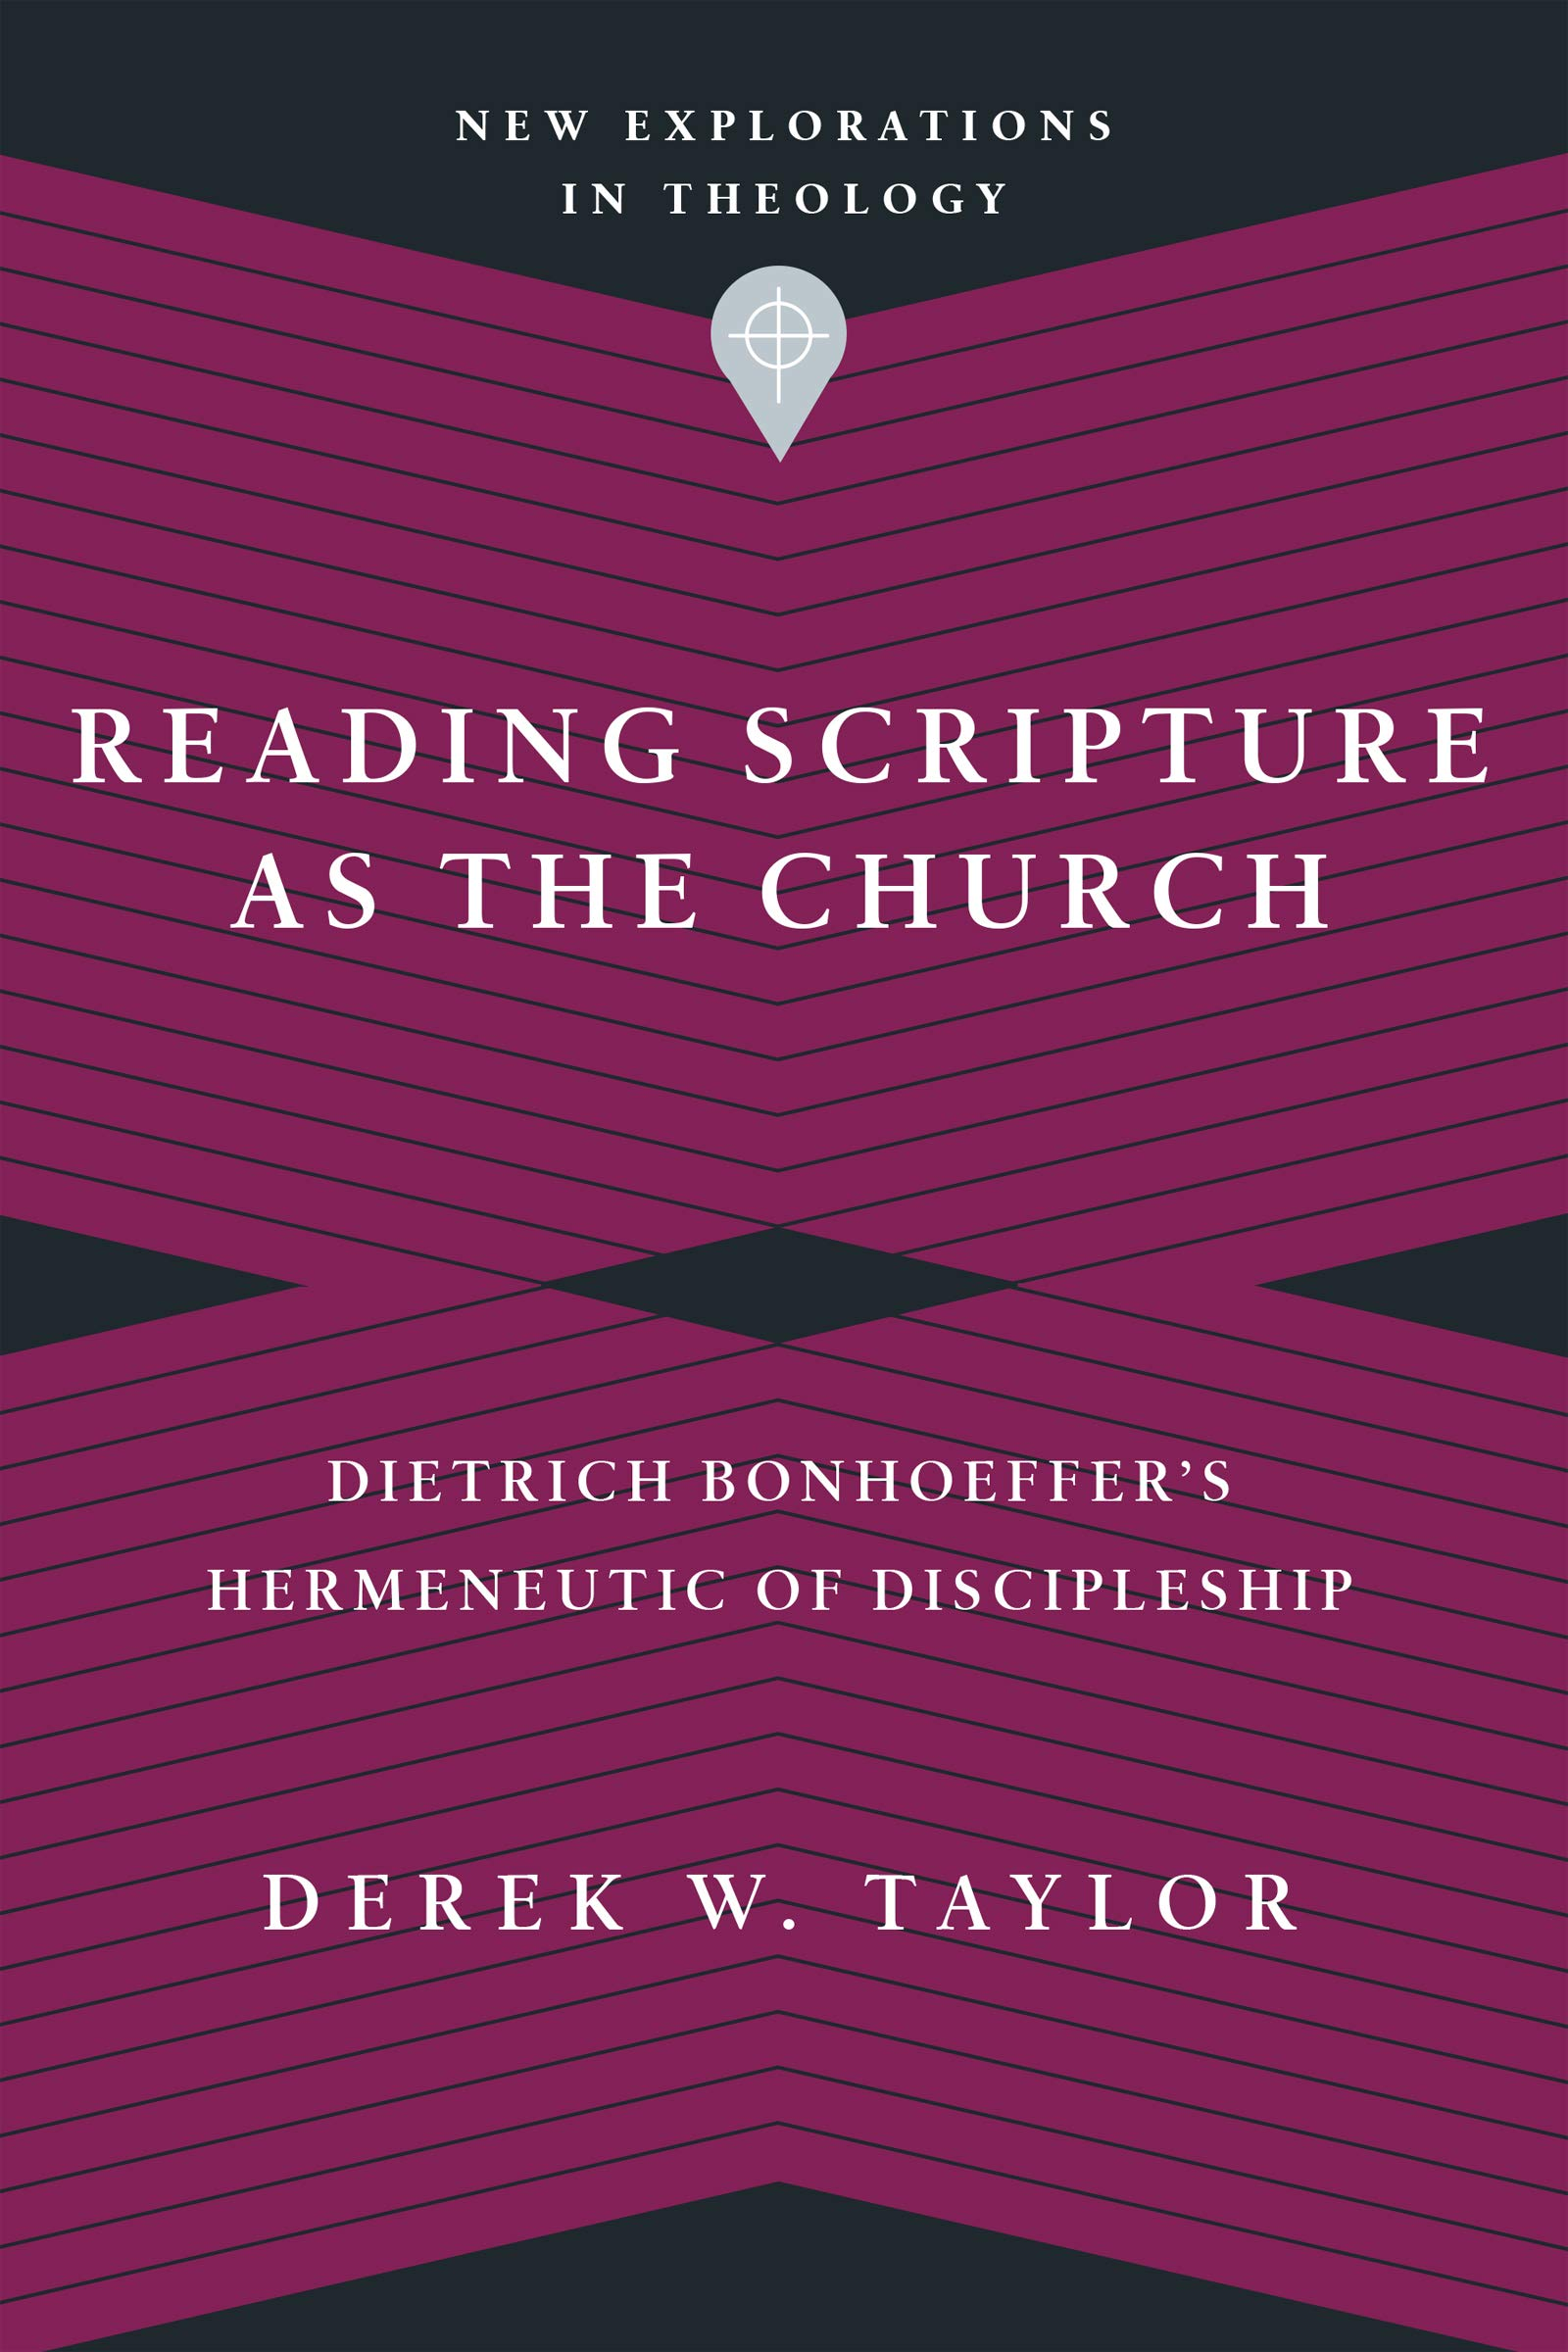 NEW EXPLORATIONS
IN THEOLOGY
READING SCRIPTURE
AS THE CHURCH
DIETRICH BONHOEFFER’S
HERMENEUTIC OF DISCIPLESHIP
DEREK W. TAYLOR